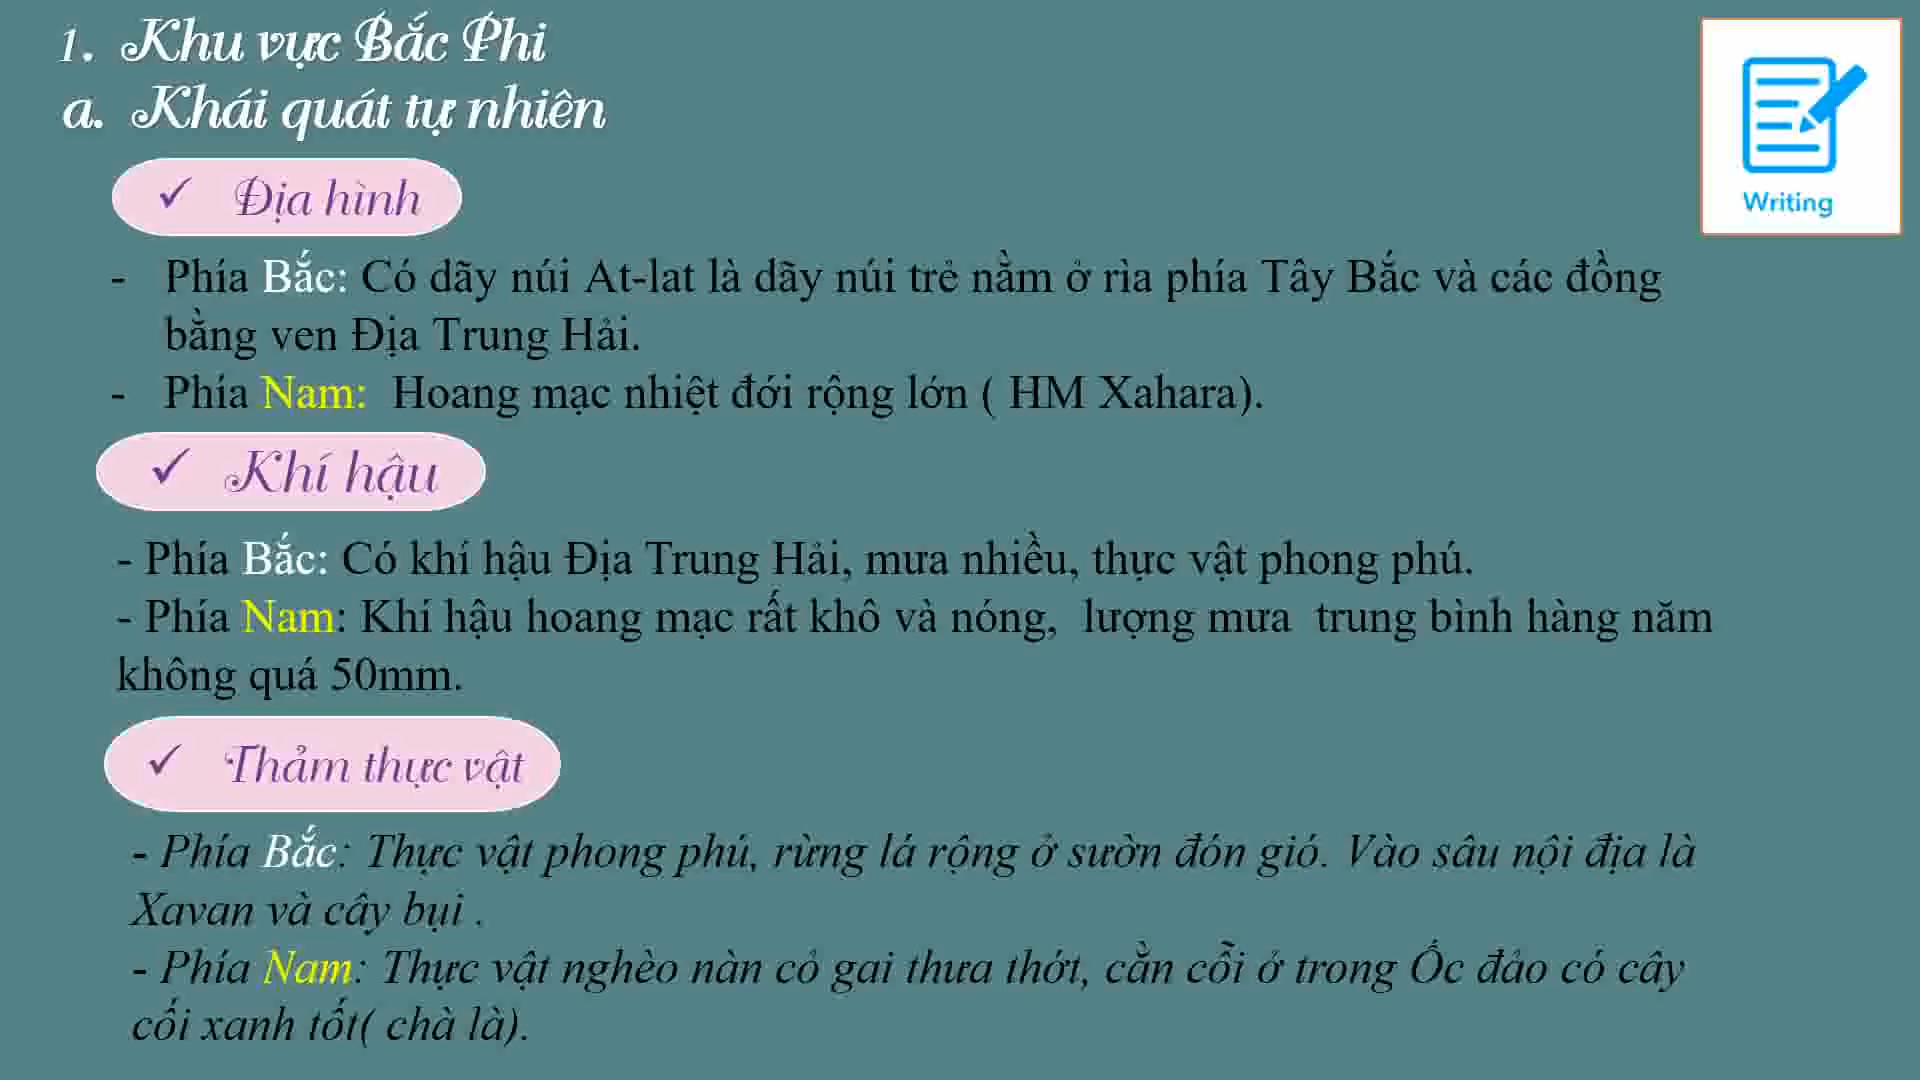 1. Khu vực Bắc Phi
a. Khái quát tự nhiên
Writing
✓ Địa hình
- Phía Bắc: Có dãy núi At-lat là dãy núi trẻ nằm ở rìa phía Tây Bắc và các đồng
bằng ven Địa Trung Hải.
- Phía Nam: Hoang mạc nhiệt đới rộng lớn ( HM Xahara).
✓ Khí hậu
- Phía Bắc: Có khí hậu Địa Trung Hải, mưa nhiều, thực vật phong phú.
- Phía Nam: Khí hậu hoang mạc rất khô và nóng, lượng mưa trung bình hàng năm
không quá 50mm.
✓ Thảm thực vật
- Phía Bắc: Thực vật phong phú, rừng lá rộng ở sườn đón gió. Vào sâu nội địa là
Xavan và cây bụi .
- Phía Nam: Thực vật nghèo nàn cỏ gai thưa thớt, cằn cỗi ở trong Ốc đảo có cây
cối xanh tốt( chà là).